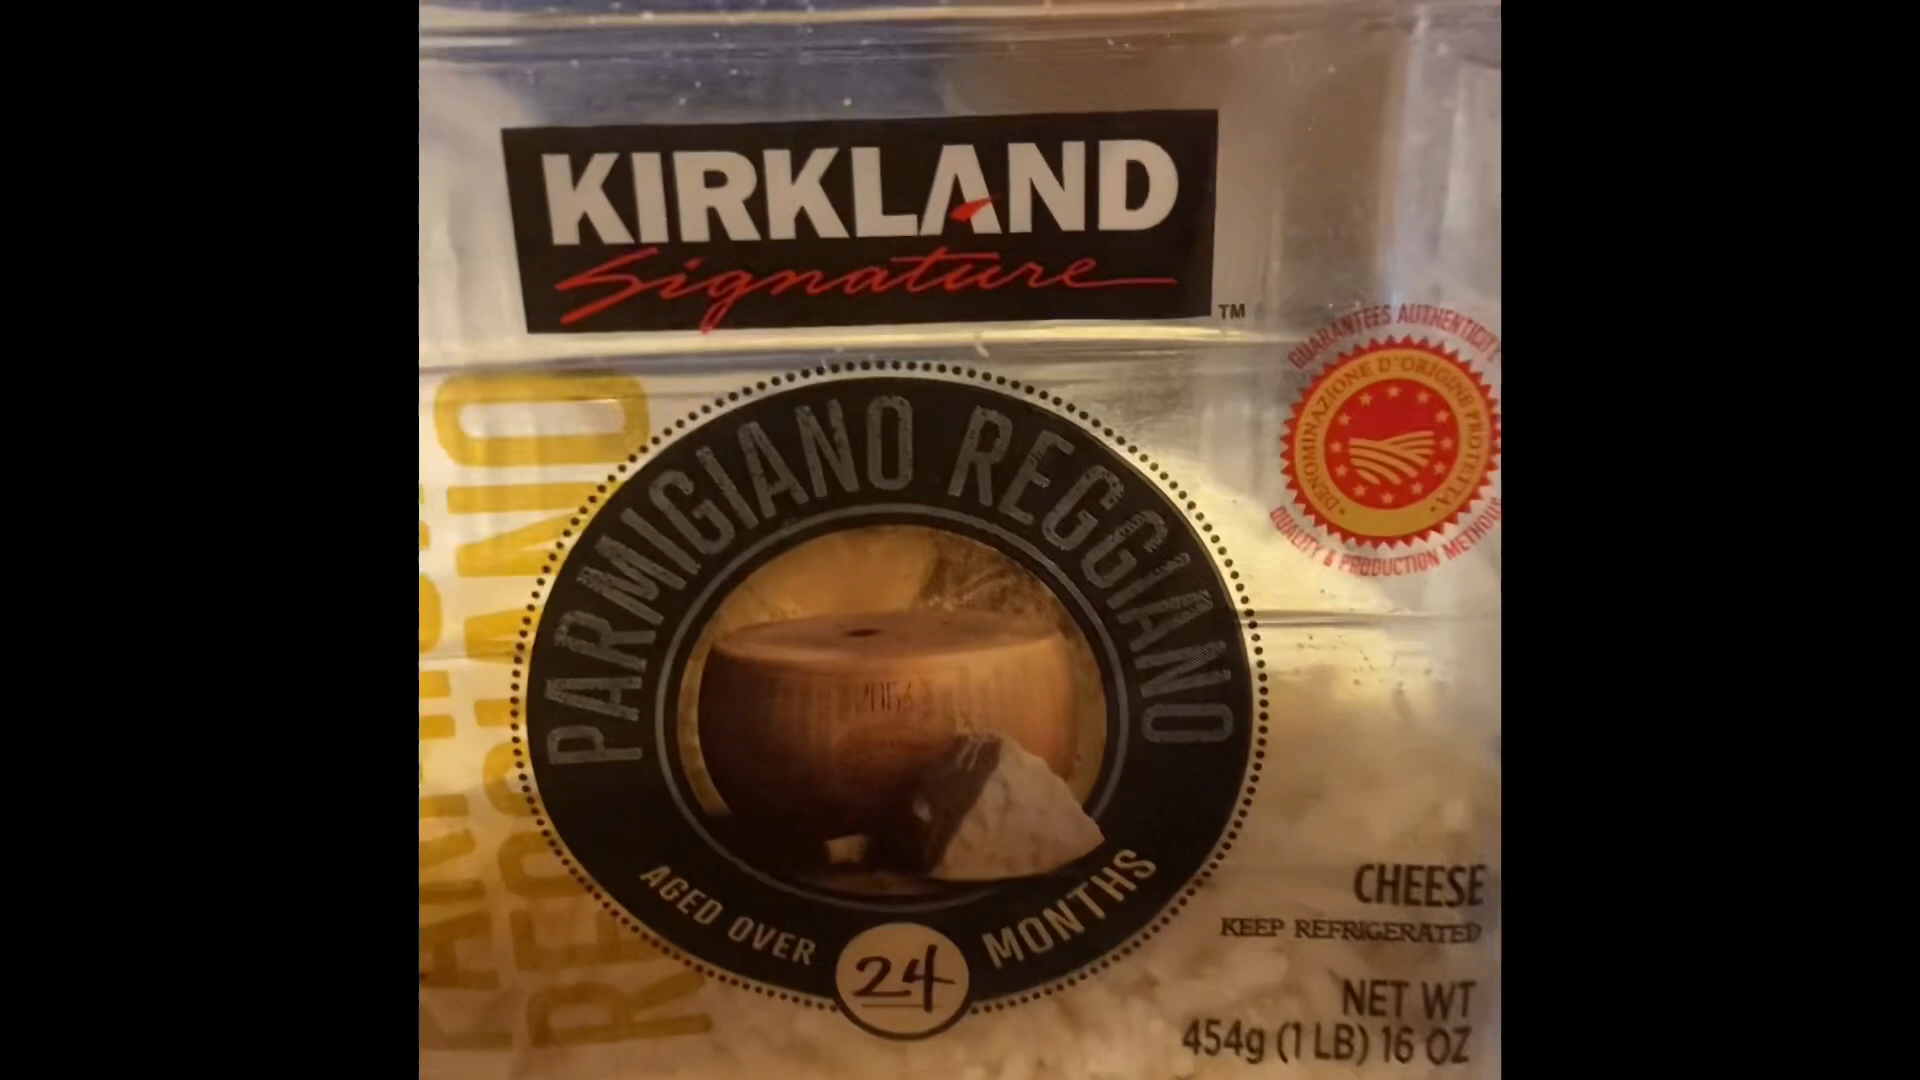 KIRKLAND
Signature
TM
GUARANTEES AUTHENTICITY
DENOMINAZIONE D'ORIGINE PROTETTA
QUALITY & PRODUCTION METHODS
PARMIGIANO REGGIANO
AGED OVER
24
MONTHS
CHEESE
KEEP REFRIGERATED
NET WT
454g (1 LB) 16 OZ